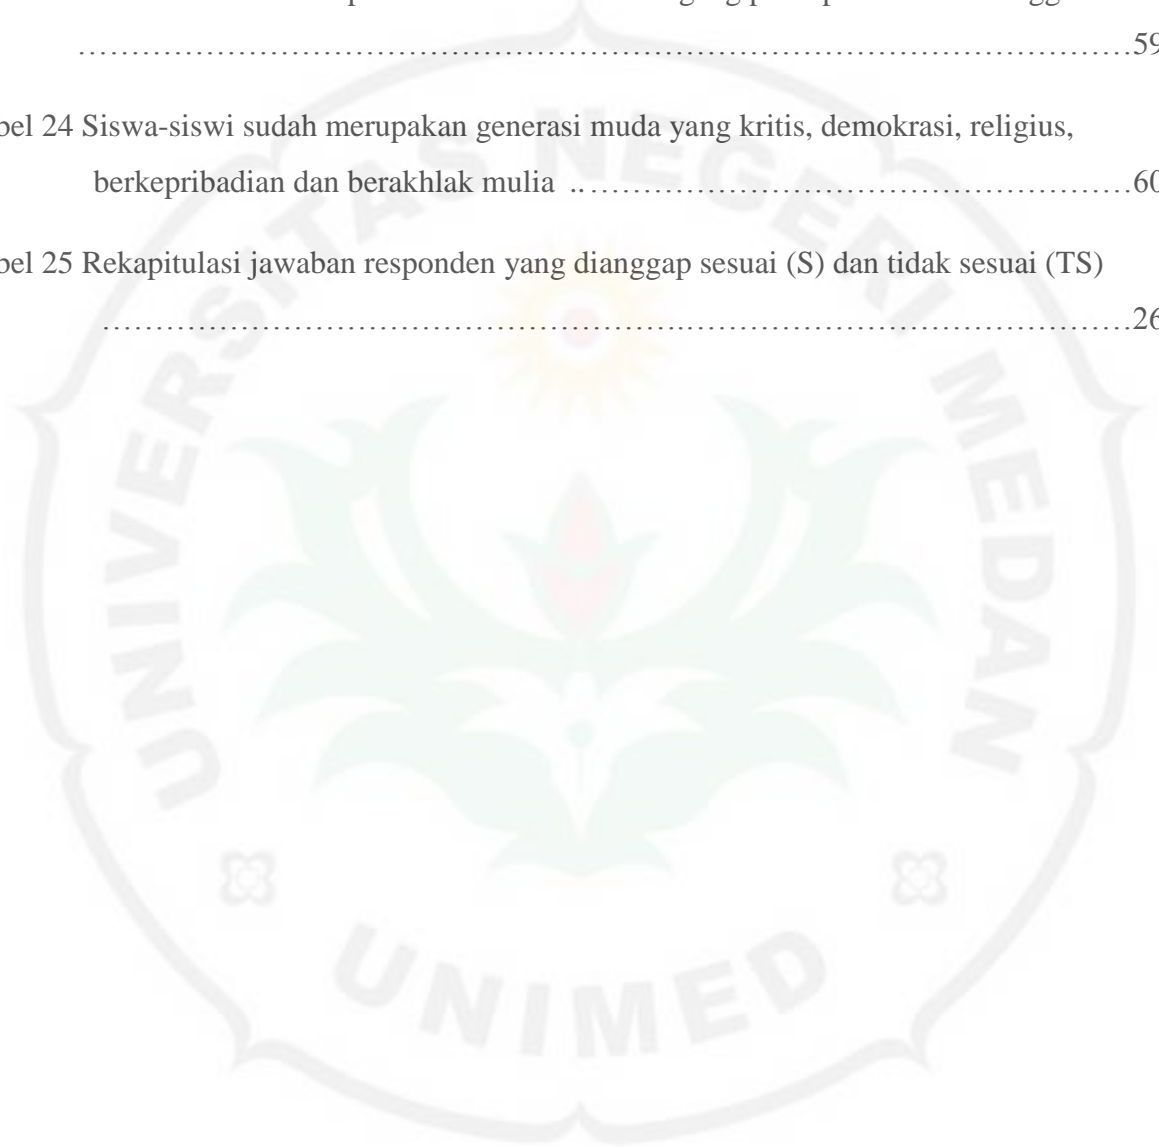 ……………………………………………………………………………………59
bel 24 Siswa-siswi sudah merupakan generasi muda yang kritis, demokrasi, religius,
berkepribadian dan berakhlak mulia ..……………………………………………60
bel 25 Rekapitulasi jawaban responden yang dianggap sesuai (S) dan tidak sesuai (TS)
…………………………………………………………………………………26
UNIVERSITAS NEGERI MEDAN
UNIMED